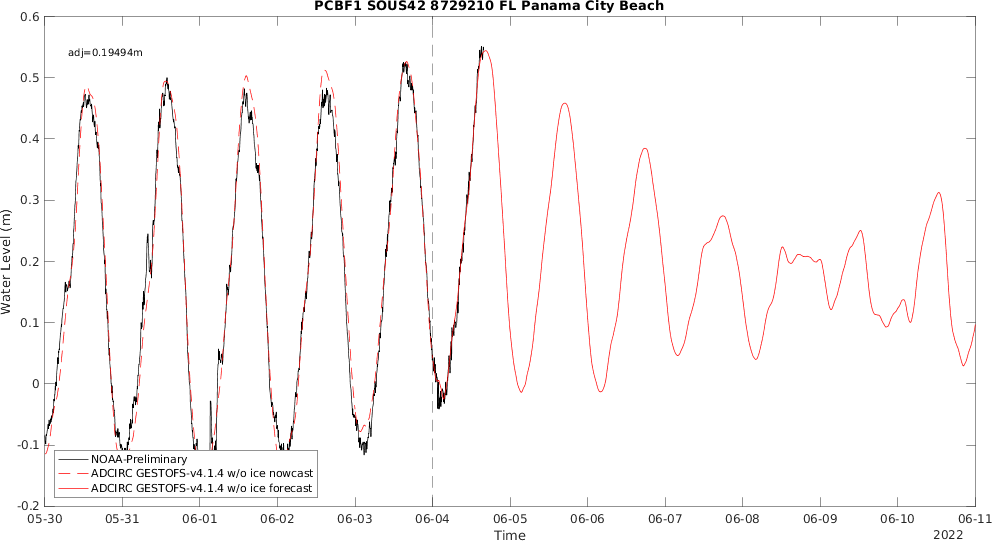 PCBF1 SOUS42 8729210 FL Panama City Beach
adj=0.19494m
Water Level (m)
0.6
0.5
0.4
0.3
0.2
0.1
0
-0.1
-0.2
NOAA-Preliminary
ADCIRC GESTOFS-v4.1.4 w/o ice nowcast
ADCIRC GESTOFS-v4.1.4 w/o ice forecast
05-30 05-31 06-01 06-02 06-03 06-04 06-05 06-06 06-07 06-08 06-09 06-10 06-11
Time
2022